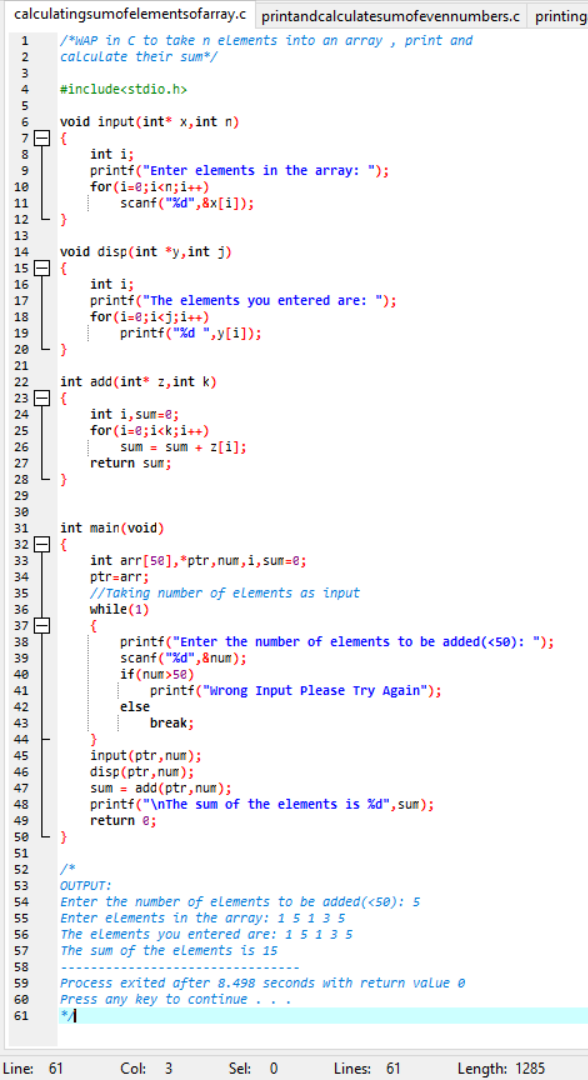 calculatingsumofelementsofarray.c printandcalculatesumofevennumbers.c printing
1 /*WAP in C to take n elements into an array , print and
2 calculate their sum*/
3
4 #include<stdio.h>
5
6 void input(int* x,int n)
7 {
8 int i;
9 printf("Enter elements in the array: ");
10 for(i=0;i<n;i++)
11 scanf("%d",&x[i]);
12 }
13
14 void disp(int *y,int j)
15 {
16 int i;
17 printf("The elements you entered are: ");
18 for(i=0;i<j;i++)
19 printf("%d ",y[i]);
20 }
21
22 int add(int* z,int k)
23 {
24 int i,sum=0;
25 for(i=0;i<k;i++)
26 sum = sum + z[i];
27 return sum;
28 }
29
30
31 int main(void)
32 {
33 int arr[50],*ptr,num,i,sum=0;
34 ptr=arr;
35 //Taking number of elements as input
36 while(1)
37 {
38 printf("Enter the number of elements to be added(<50): ");
39 scanf("%d",&num);
40 if(num>50)
41 printf("Wrong Input Please Try Again");
42 else
43 break;
44 }
45 input(ptr,num);
46 disp(ptr,num);
47 sum = add(ptr,num);
48 printf("\nThe sum of the elements is %d",sum);
49 return 0;
50 }
51
52 /*
53 OUTPUT:
54 Enter the number of elements to be added(<50): 5
55 Enter elements in the array: 1 5 1 3 5
56 The elements you entered are: 1 5 1 3 5
57 The sum of the elements is 15
58 --------------------------------
59 Process exited after 8.498 seconds with return value 0
60 Press any key to continue . . .
61 */
Line: 61 Col: 3 Sel: 0 Lines: 61 Length: 1285